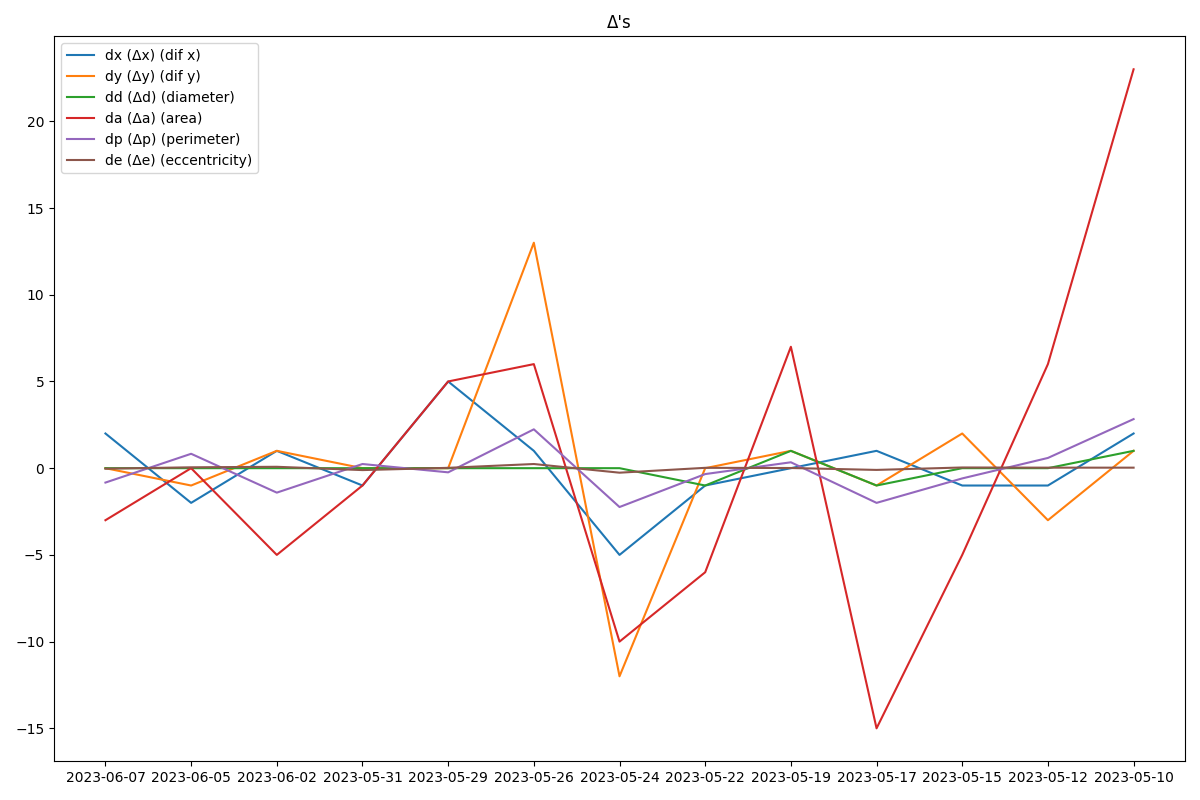 Δ's
dx (Δx) (dif x)
dy (Δy) (dif y)
dd (Δd) (diameter)
da (Δa) (area)
dp (Δp) (perimeter)
de (Δe) (eccentricity)
20
15
10
5
0
−5
−10
−15
2023-06-07 2023-06-05 2023-06-02 2023-05-31 2023-05-29 2023-05-26 2023-05-24 2023-05-22 2023-05-19 2023-05-17 2023-05-15 2023-05-12 2023-05-10